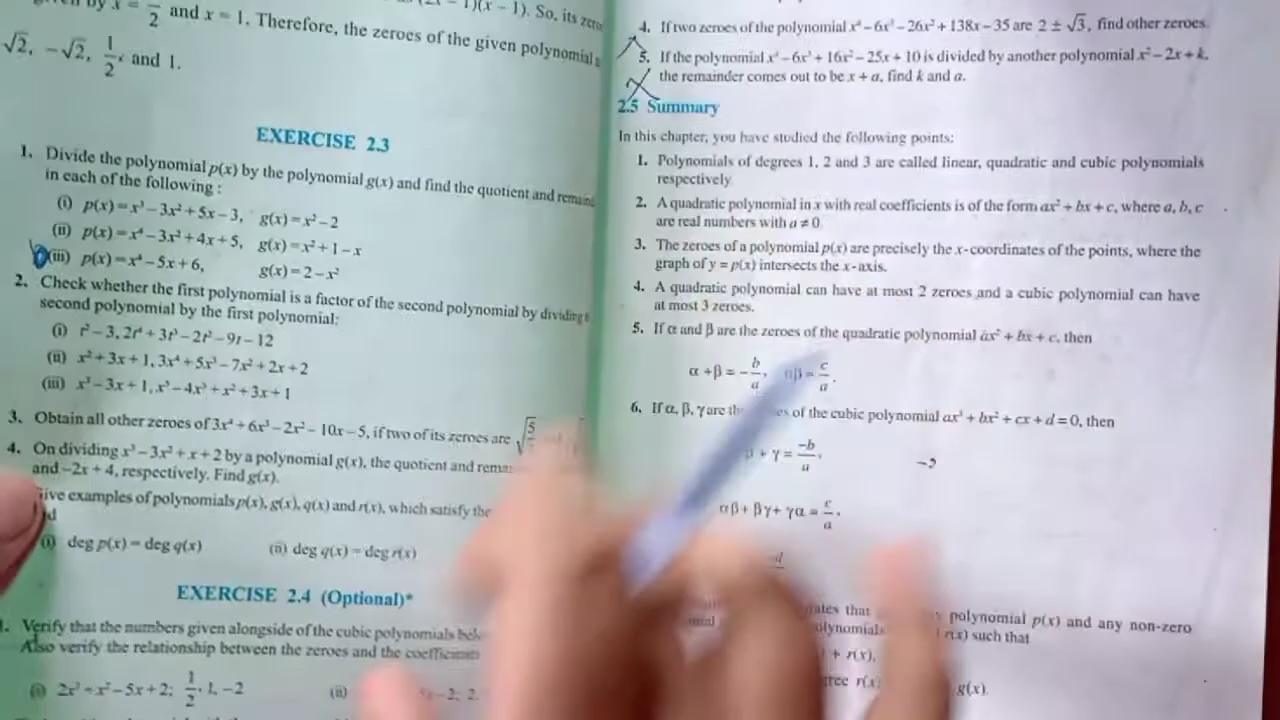 and x = 1. Therefore, the zeroes of the given polynomial
√2, −√2, 1/2, and 1.
EXERCISE 2.3
1. Divide the polynomial p(x) by the polynomial g(x) and find the quotient and
in each of the following :
(i) p(x) = x³ – 3x² + 5x – 3, g(x) = x² – 2
(ii) p(x) = x⁴ – 3x² + 4x + 5, g(x) = x² + 1 – x
(iii) p(x) = x⁴ – 5x + 6, g(x) = 2 – x²
2. Check whether the first polynomial is a factor of the second polynomial by dividing
second polynomial by the first polynomial:
(i) t² – 3, 2t⁴ + 3t³ – 2t² – 9t – 12
(ii) x² + 3x + 1, 3x⁴ + 5x³ – 7x² + 2x + 2
(iii) x³ – 3x + 1, x⁵ – 4x³ + x² + 3x + 1
3. Obtain all other zeroes of 3x⁴ + 6x³ – 2x² – 10x – 5, if two of its zeroes are
4. On dividing x³ – 3x² + x + 2 by a polynomial g(x), the quotient and
and –2x + 4, respectively. Find g(x).
examples of polynomials p(x), g(x), q(x) and r(x), which satisfy the
(i) deg p(x) = deg q(x) (ii) deg q(x) = deg r(x)
EXERCISE 2.4 (Optional)*
1. Verify that the numbers given alongside of the cubic polynomials
Also verify the relationship between the zeroes and the
(i) 2x³ + x² – 5x + 2; 1/2, 1, –2 (ii)
4. If two zeroes of the polynomial x⁴ – 6x³ – 26x² + 138x – 35 are 2 ± √3, find other zeroes.
5. If the polynomial x⁴ – 6x³ + 16x² – 25x + 10 is divided by another polynomial x² – 2x + k,
the remainder comes out to be x + a, find k and a.
2.5 Summary
In this chapter, you have studied the following points:
1. Polynomials of degrees 1, 2 and 3 are called linear, quadratic and cubic polynomials
respectively.
2. A quadratic polynomial in x with real coefficients is of the form ax² + bx + c, where a, b, c
are real numbers with a ≠ 0.
3. The zeroes of a polynomial p(x) are precisely the x-coordinates of the points, where the
graph of y = p(x) intersects the x-axis.
4. A quadratic polynomial can have at most 2 zeroes and a cubic polynomial can have
at most 3 zeroes.
5. If α and β are the zeroes of the quadratic polynomial ax² + bx + c, then
α + β = –b/a, αβ = c/a.
6. If α, β, γ are of the cubic polynomial ax³ + bx² + cx + d = 0, then
+ γ = –b/a,
αβ + βγ + γα = c/a,
polynomial p(x) and any non-zero
such that
+ r(x),
r(x) g(x).